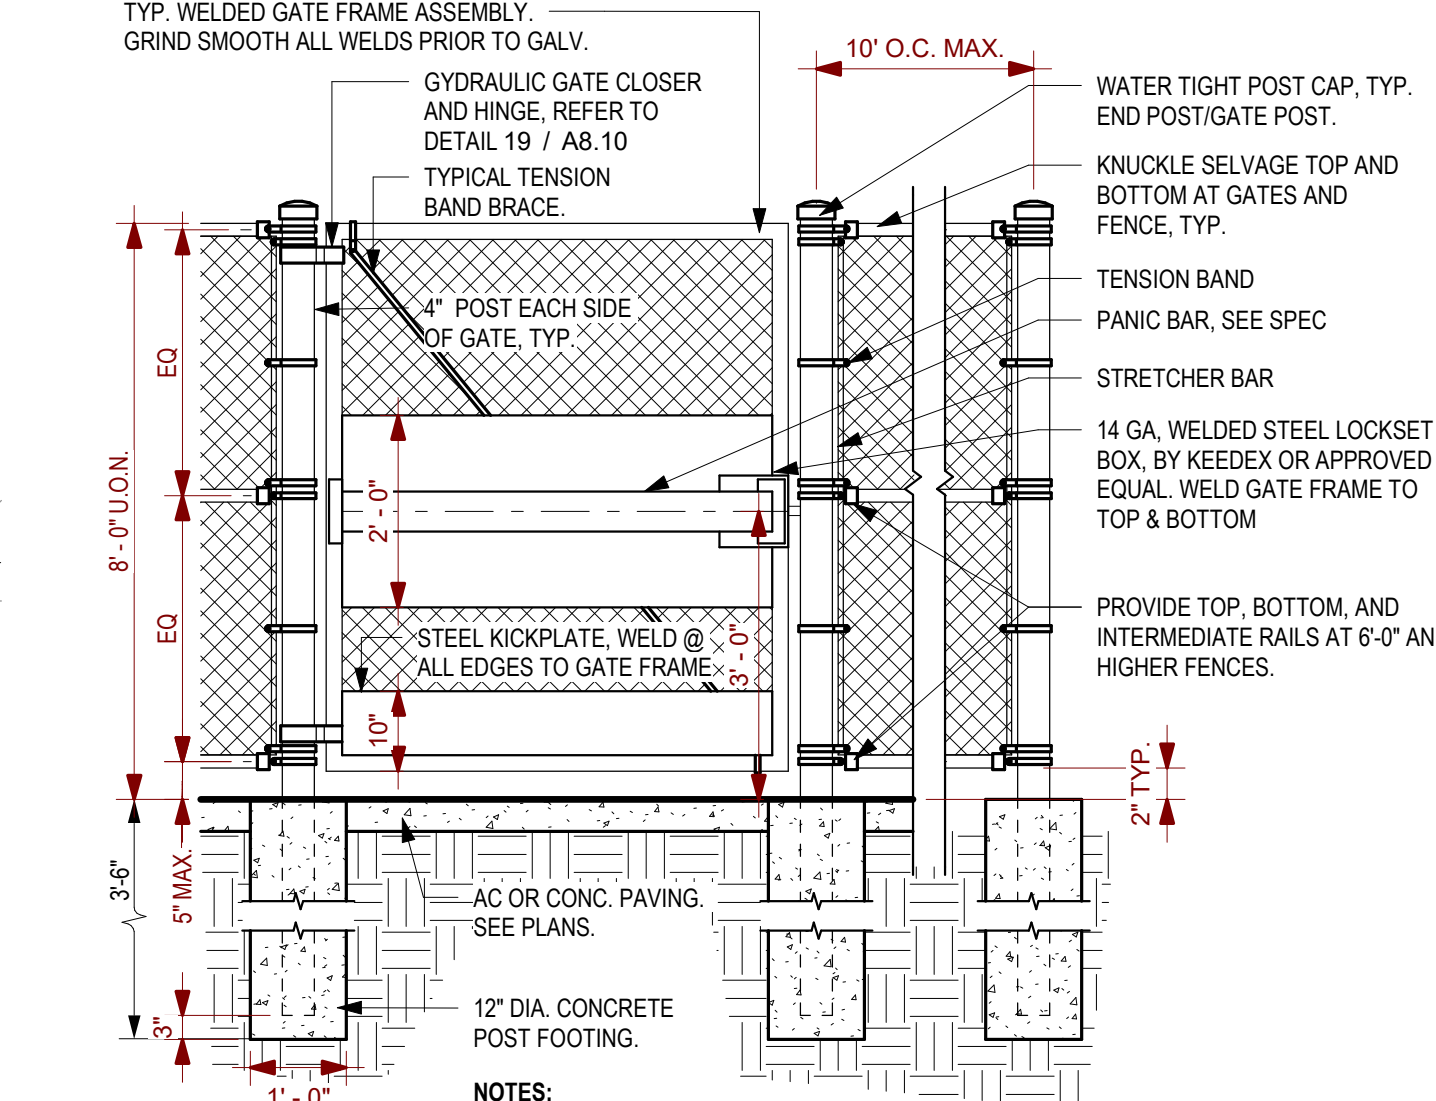 TYP. WELDED GATE FRAME ASSEMBLY.
GRIND SMOOTH ALL WELDS PRIOR TO GALV.
GYDRAULIC GATE CLOSER
AND HINGE, REFER TO
DETAIL 19 / A8.10
TYPICAL TENSION
BAND BRACE.
4" POST EACH SIDE
OF GATE, TYP.
10' O.C. MAX.
WATER TIGHT POST CAP, TYP.
END POST/GATE POST.
KNUCKLE SELVAGE TOP AND
BOTTOM AT GATES AND
FENCE, TYP.
TENSION BAND
PANIC BAR, SEE SPEC
STRETCHER BAR
14 GA, WELDED STEEL LOCKSET
BOX, BY KEEDEX OR APPROVED
EQUAL. WELD GATE FRAME TO
TOP & BOTTOM
PROVIDE TOP, BOTTOM, AND
INTERMEDIATE RAILS AT 6'-0" AN
HIGHER FENCES.
EQ
8' - 0" U.O.N.
EQ
2' - 0"
STEEL KICKPLATE, WELD @
ALL EDGES TO GATE FRAME
3' - 0"
10"
2" TYP.
3'-6"
5" MAX.
3"
AC OR CONC. PAVING.
SEE PLANS.
12" DIA. CONCRETE
POST FOOTING.
1' - 0"
NOTES: